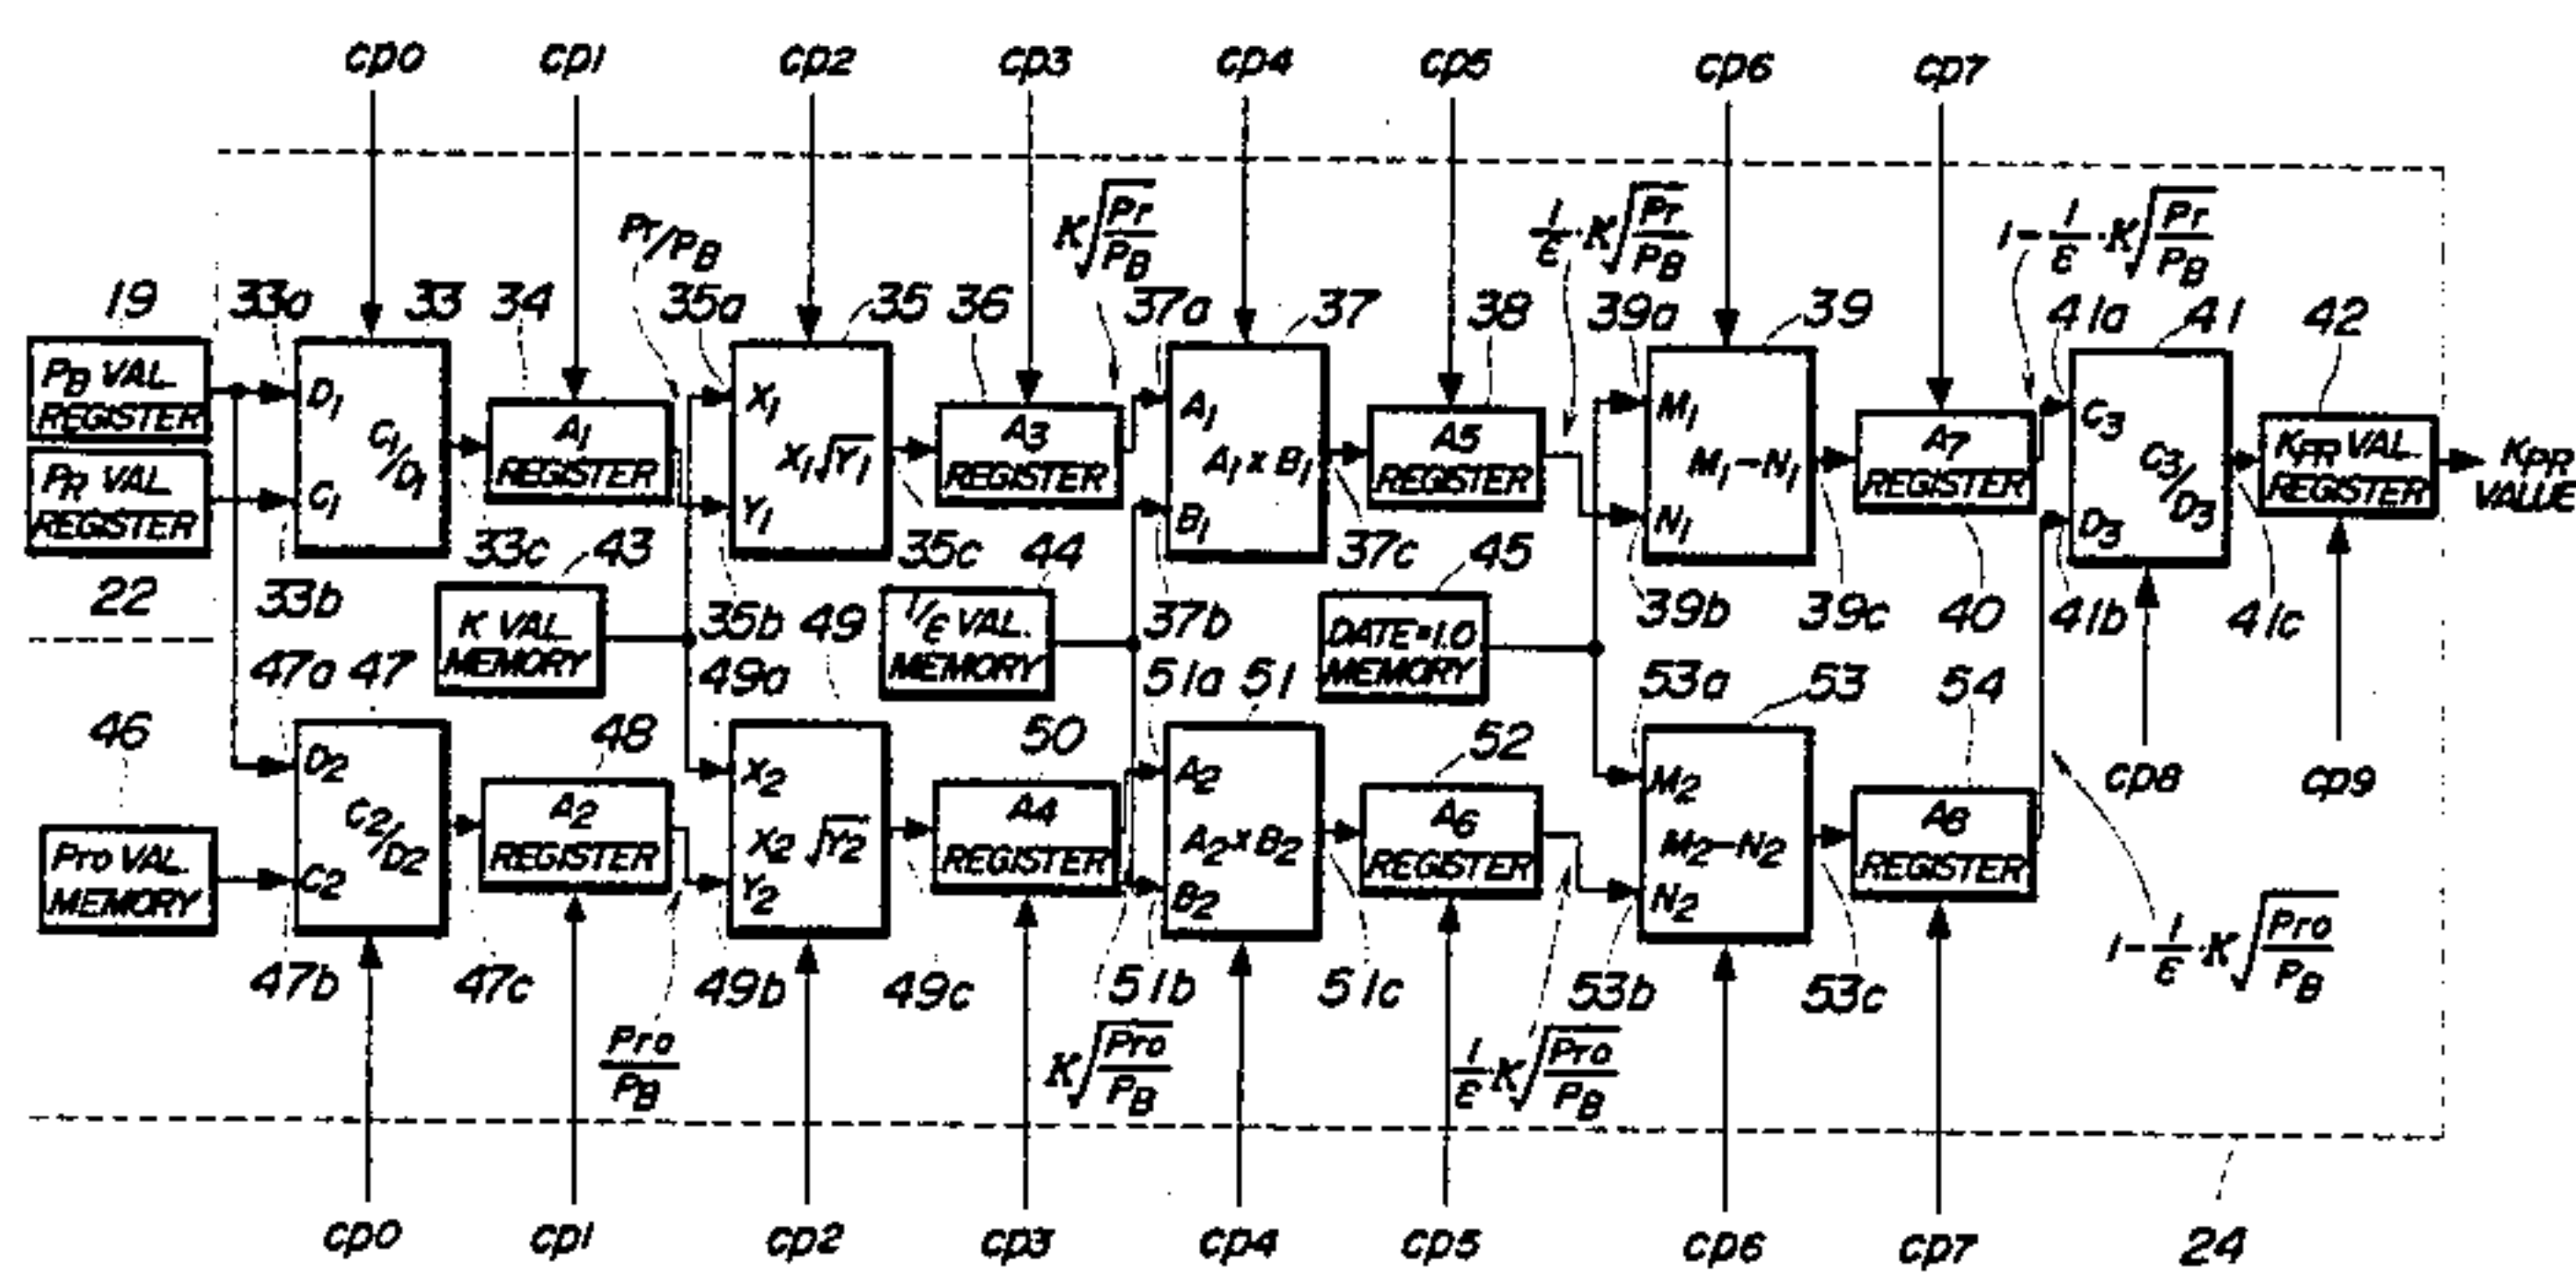 cp0 cp1 cp2 cp3 cp4 cp5 cp6 cp7
Pr/PB K√Pr/PB 1/ε·K√Pr/PB 1-1/ε·K√Pr/PB
19 33a 33 34 35a 35 36 37a 37 38 39a 39 41a 41 42
PB VAL.
REGISTER
PR VAL.
REGISTER
22
D1
C1
C1/D1
A1
REGISTER
X1
Y1
X1√Y1
A3
REGISTER
A1
B1
A1xB1
A5
REGISTER
M1
N1
M1-N1
A7
REGISTER
C3
D3
C3/D3
KPR VAL.
REGISTER
KPR
VALUE
33b 33c 43 35b 35c 44 37b 37c 45 39b 39c 40 41b 41c
K VAL.
MEMORY
1/ε VAL.
MEMORY
DATE=1.0
MEMORY
46 47a 47 48 49a 49 50 51a 51 52 53a 53 54 cp8 cp9
Pro VAL.
MEMORY
D2
C2
C2/D2
A2
REGISTER
X2
Y2
X2√Y2
A4
REGISTER
A2
B2
A2xB2
A6
REGISTER
M2
N2
M2-N2
A8
REGISTER
47b 47c 49b 49c 51b 51c 53b 53c
Pro/PB K√Pro/PB 1/ε·K√Pro/PB 1-1/ε·K√Pro/PB
cp0 cp1 cp2 cp3 cp4 cp5 cp6 cp7 24